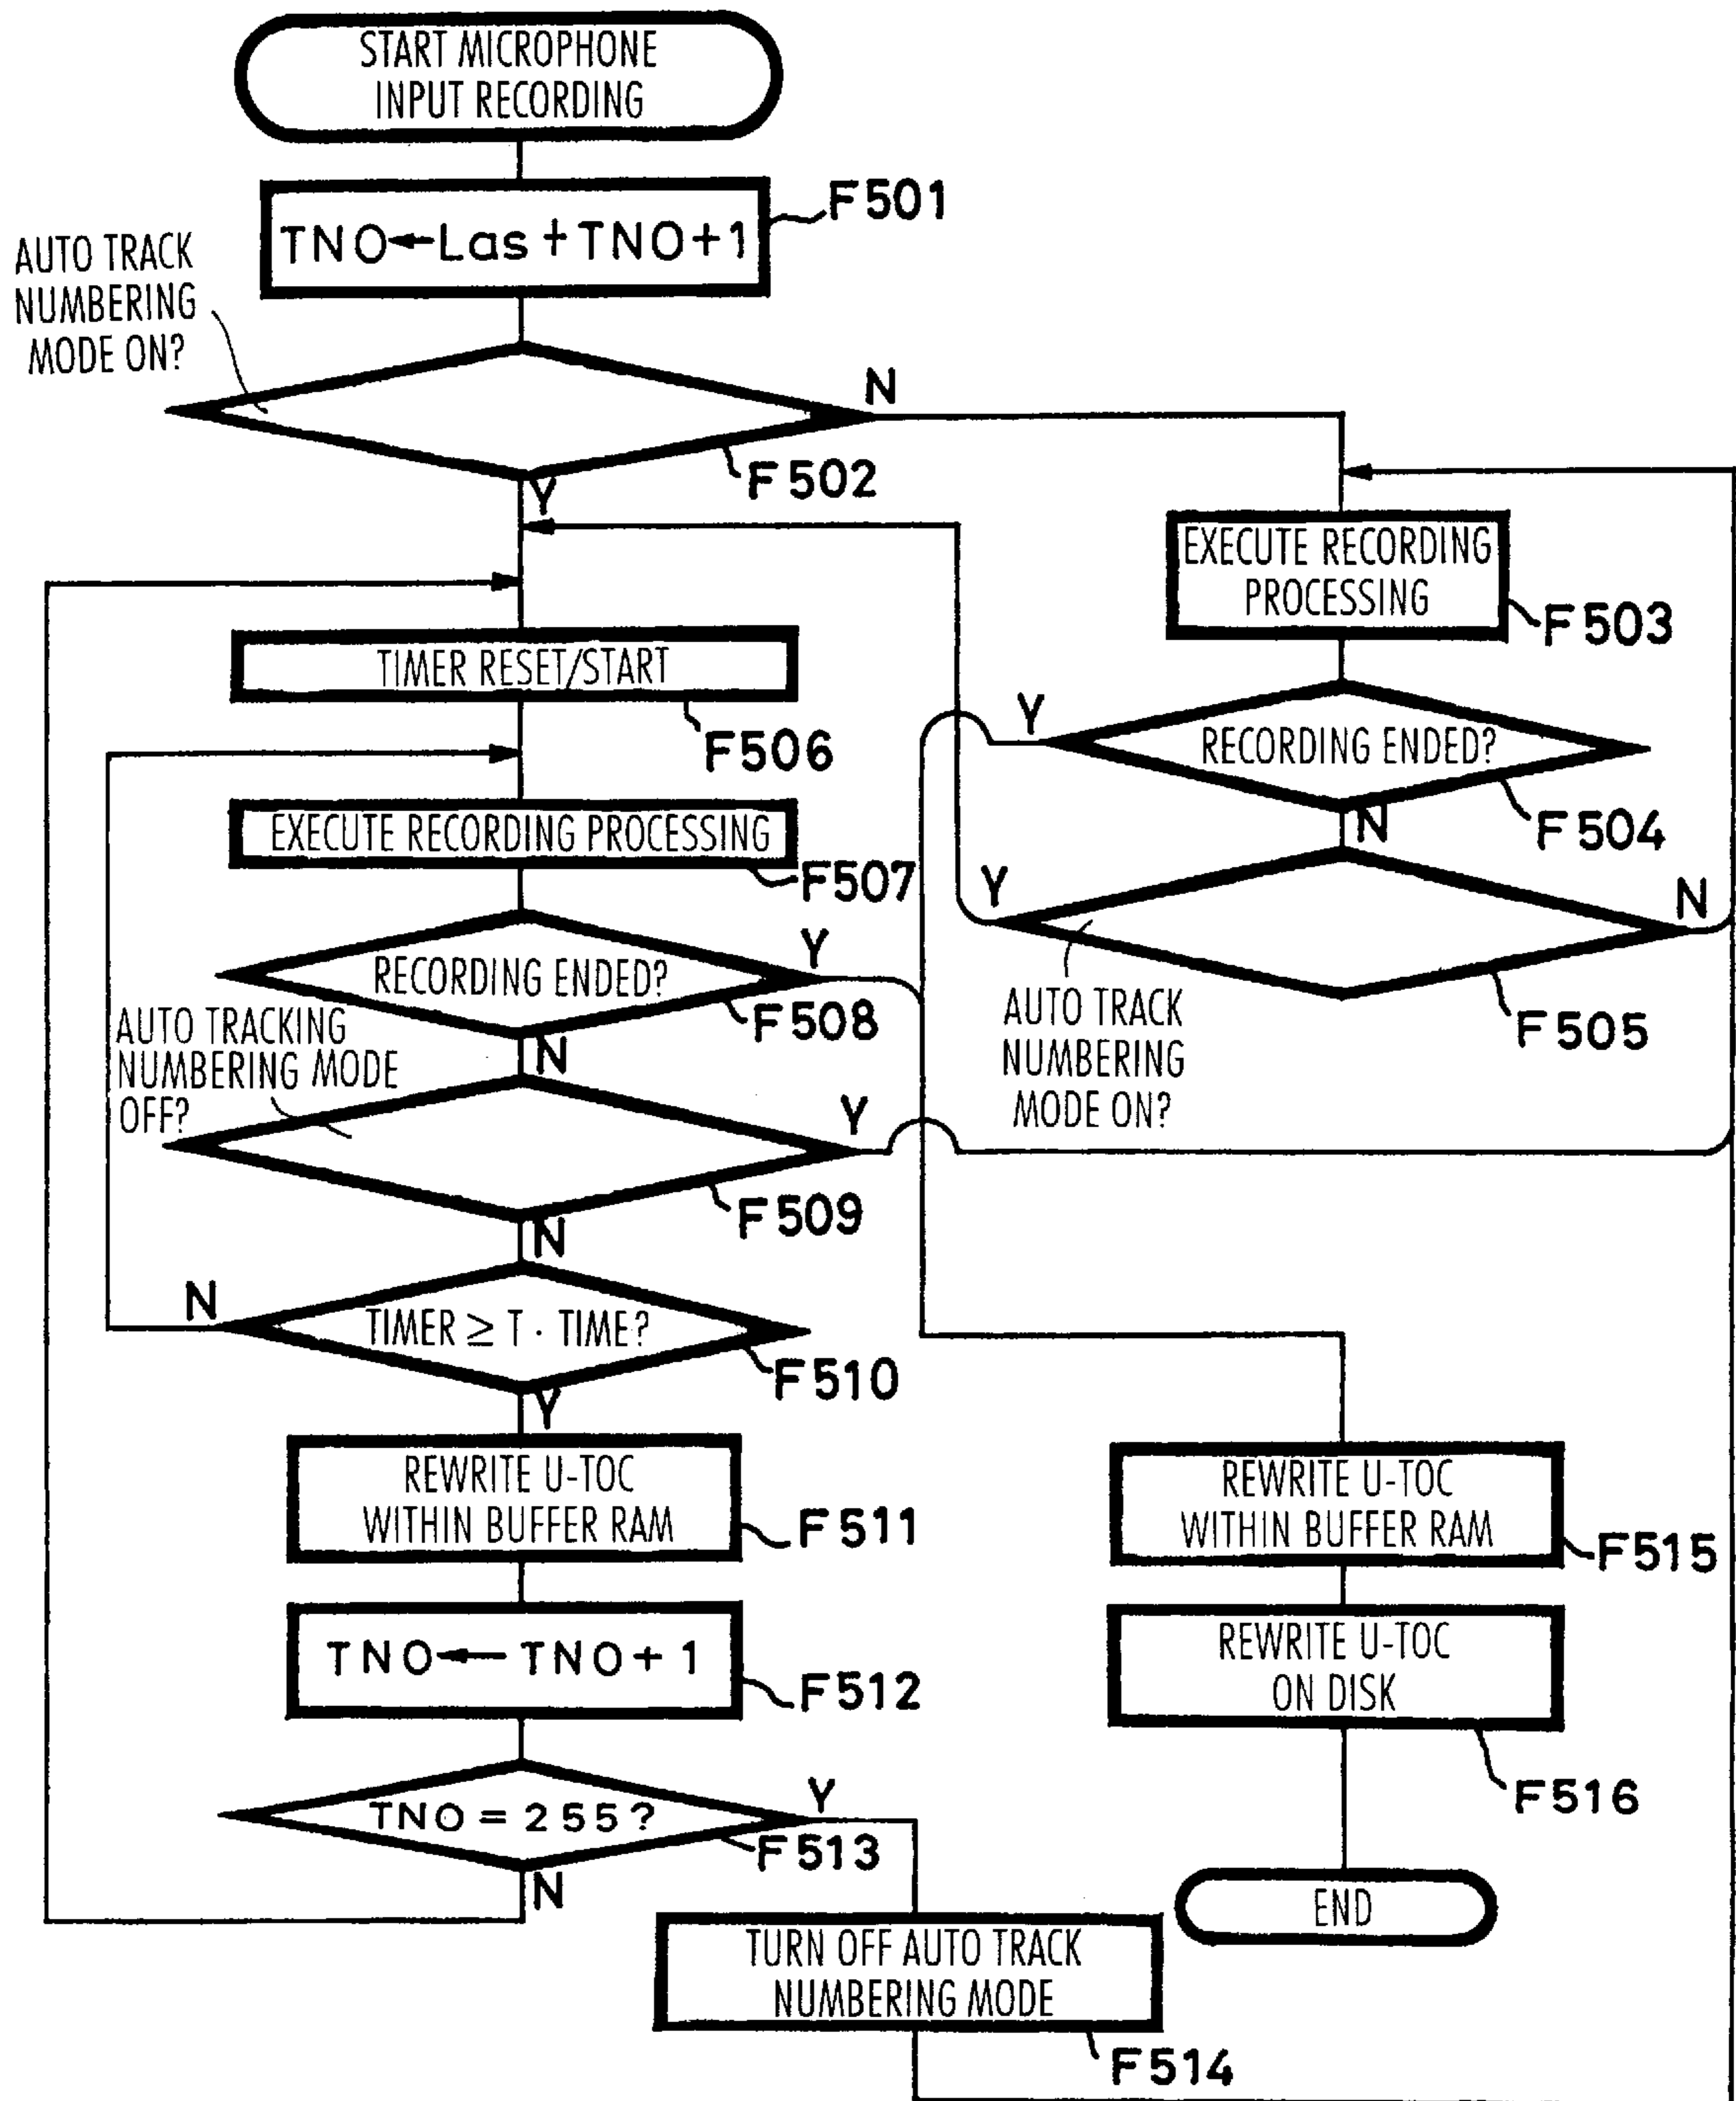 START MICROPHONE
INPUT RECORDING
TNO←Las+TNO+1
F501
AUTO TRACK
NUMBERING
MODE ON?
N
F502
Y
EXECUTE RECORDING
PROCESSING
F503
TIMER RESET/START
F506
Y
RECORDING ENDED?
F504
N
EXECUTE RECORDING PROCESSING
F507
Y
N
AUTO TRACK
NUMBERING
MODE ON?
F505
RECORDING ENDED?
Y
F508
N
AUTO TRACKING
NUMBERING MODE
OFF?
Y
F509
N
N
TIMER ≥ T · TIME?
F510
Y
REWRITE U-TOC
WITHIN BUFFER RAM
F511
REWRITE U-TOC
WITHIN BUFFER RAM
F515
TNO← TNO+1
F512
REWRITE U-TOC
ON DISK
F516
TNO=255?
Y
F513
N
END
TURN OFF AUTO TRACK
NUMBERING MODE
F514